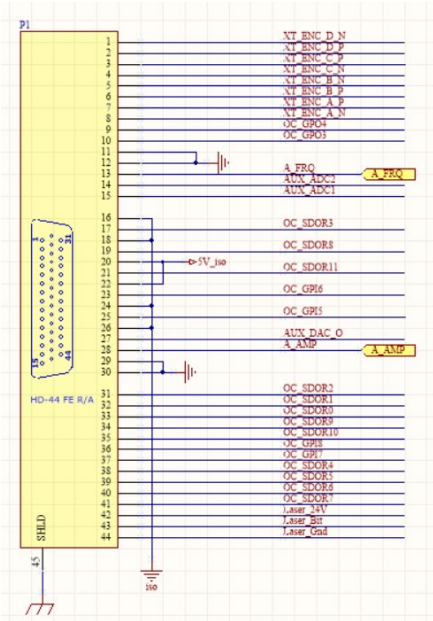 P1
1 XT_ENC_D_N
2 XT_ENC_D_P
3 XT_ENC_C_P
4 XT_ENC_C_N
5 XT_ENC_B_N
6 XT_ENC_B_P
7 XT_ENC_A_P
8 XT_ENC_A_N
9 OC_GPO4
10 OC_GPO3
11
12
13 A_FRQ A_FRQ
14 AUX_ADC2
15 AUX_ADC1
16
17 OC_SDOR3
18
19 OC_SDOR8
20 5V_iso
21 OC_SDOR11
22
23 OC_GPI6
24
25 OC_GPI5
26
27 AUX_DAC_O
28 A_AMP A_AMP
29
30
1 31
15 44
HD-44 FE R/A
31 OC_SDOR2
32 OC_SDOR1
33 OC_SDOR0
34 OC_SDOR9
35 OC_SDOR10
36 OC_GPI8
37 OC_GPI7
38 OC_SDOR4
39 OC_SDOR5
40 OC_SDOR6
41 OC_SDOR7
42 Laser_24V
43 Laser_Bit
44 Laser_Gnd
SHLD
45
iso